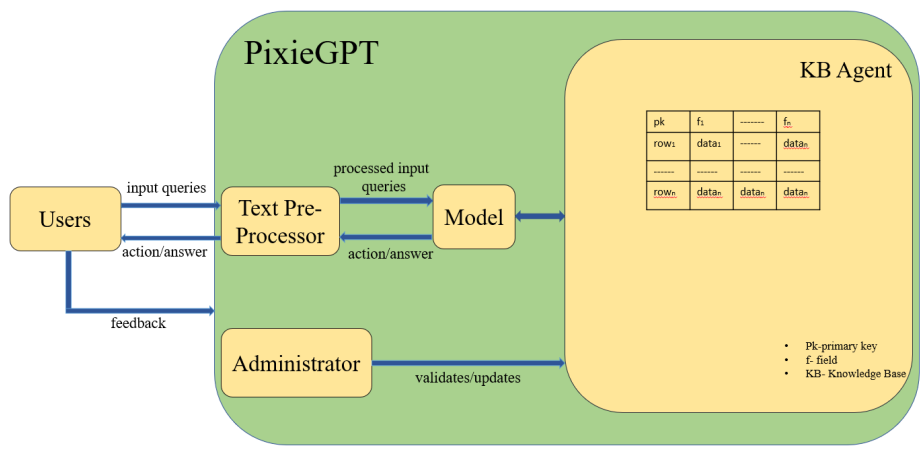 PixieGPT
KB Agent
pk f₁ ------- fₙ
row₁ data₁ ------ dataₙ
------ ------ ------ ------
rowₙ dataₙ dataₙ dataₙ
processed input
queries
input queries
Users
Text Pre-
Processor
Model
action/answer
action/answer
feedback
Administrator
validates/updates
• Pk-primary key
• f- field
• KB- Knowledge Base